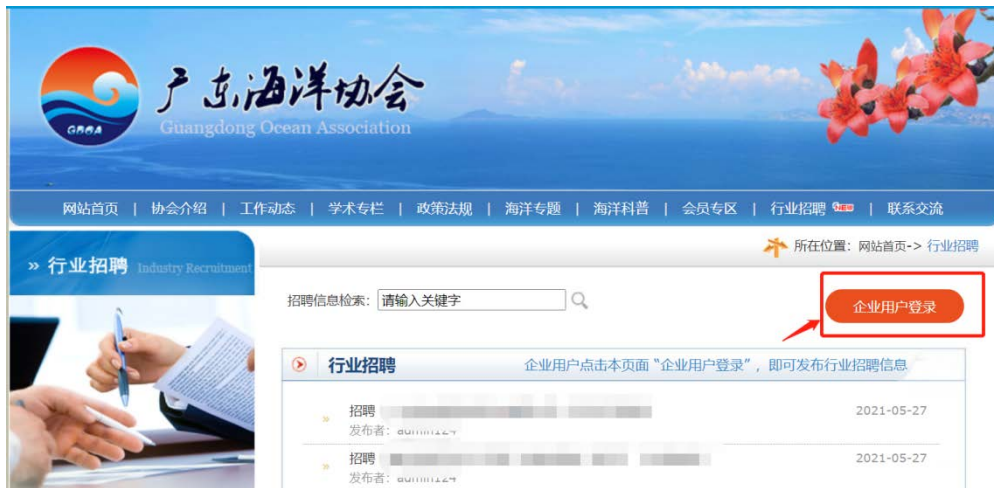 广东海洋协会
Guangdong Ocean Association
GDOA
网站首页 | 协会介绍 | 工作动态 | 学术专栏 | 政策法规 | 海洋专题 | 海洋科普 | 会员专区 | 行业招聘 NEW | 联系交流
» 行业招聘 Industry Recruitment
所在位置：网站首页-> 行业招聘
招聘信息检索： 请输入关键字
企业用户登录
行业招聘 企业用户点击本页面“企业用户登录”，即可发布行业招聘信息
» 招聘 2021-05-27
发布者：admin124
» 招聘 2021-05-27
发布者：admin124